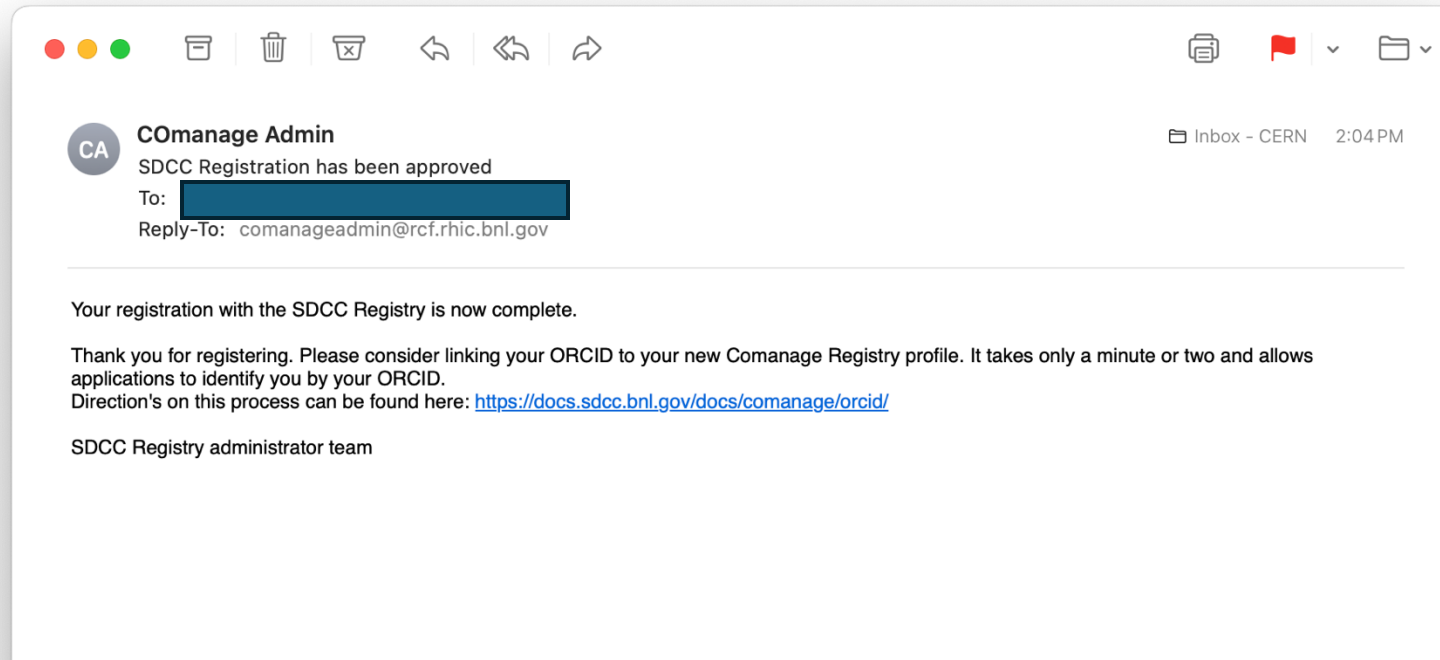 CA
COmanage Admin
Inbox - CERN 2:04 PM
SDCC Registration has been approved
To:
Reply-To: comanageadmin@rcf.rhic.bnl.gov
Your registration with the SDCC Registry is now complete.
Thank you for registering. Please consider linking your ORCID to your new Comanage Registry profile. It takes only a minute or two and allows
applications to identify you by your ORCID.
Direction's on this process can be found here: https://docs.sdcc.bnl.gov/docs/comanage/orcid/
SDCC Registry administrator team